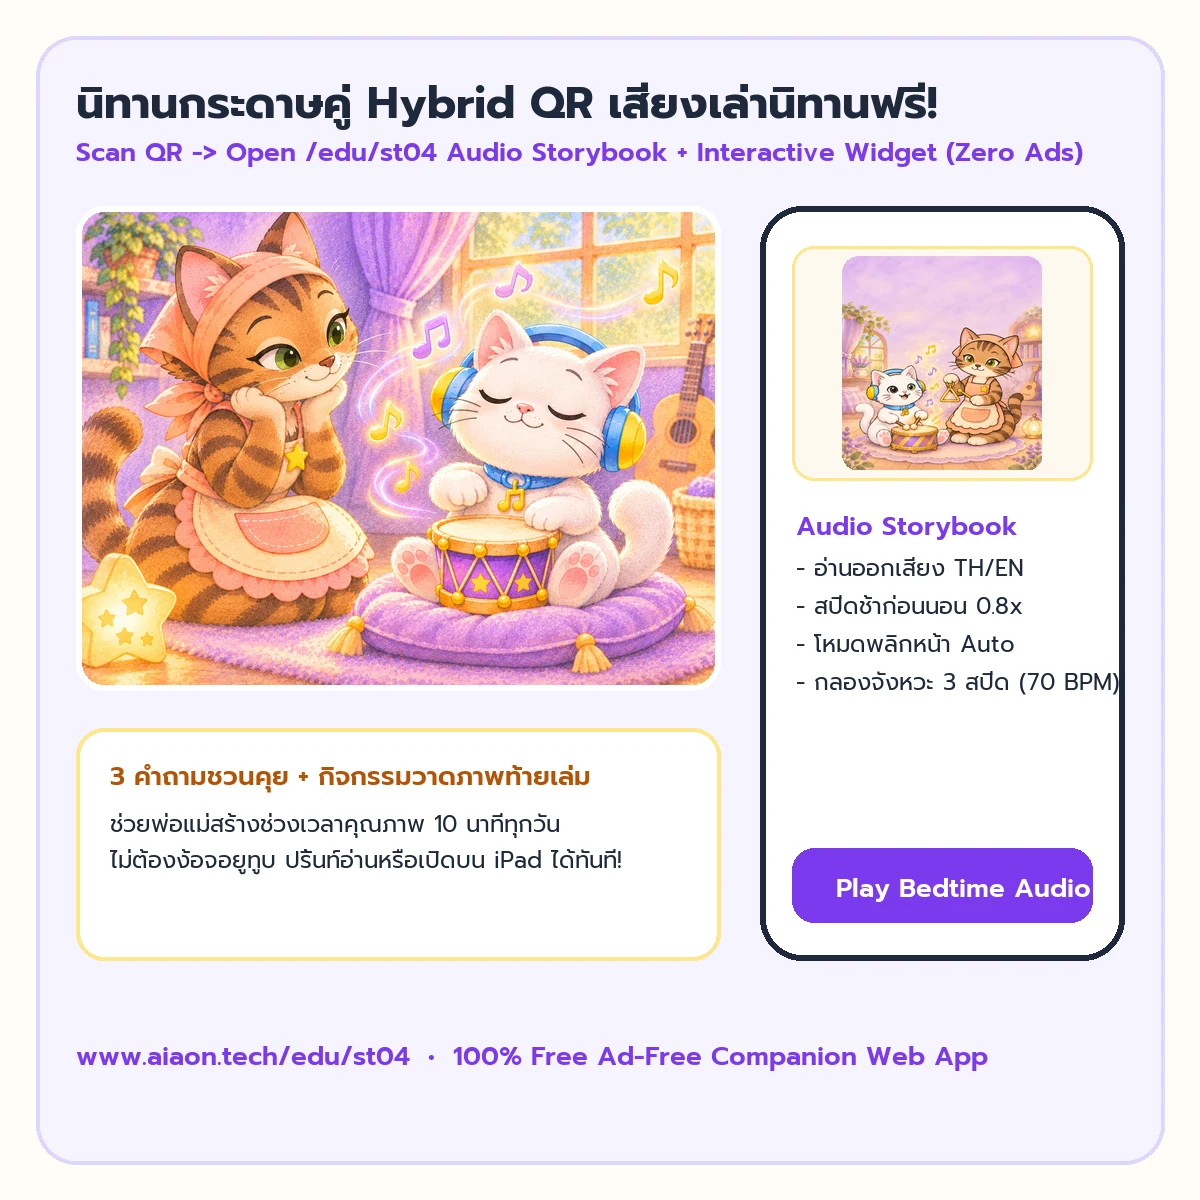 นิทานกระดาษคู่ Hybrid QR เสียงเล่านิทานฟรี!
Scan QR -> Open /edu/st04 Audio Storybook + Interactive Widget (Zero Ads)
Audio Storybook
- อ่านออกเสียง TH/EN
- สปีดช้าก่อนนอน 0.8x
- โหมดพลิกหน้า Auto
- กลองจังหวะ 3 สปีด (70 BPM)
Play Bedtime Audio
3 คำถามชวนคุย + กิจกรรมวาดภาพท้ายเล่ม
ช่วยพ่อแม่สร้างช่วงเวลาคุณภาพ 10 นาทีทุกวัน
ไม่ต้องง้อจอยูทูบ ปริ้นท์อ่านหรือเปิดบน iPad ได้ทันที!
www.aiaon.tech/edu/st04 · 100% Free Ad-Free Companion Web App